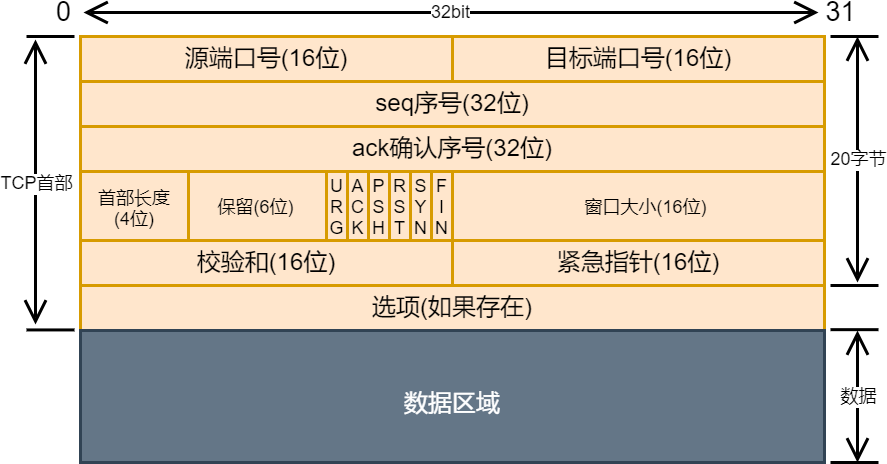 0
32bit
31
源端口号(16位)
目标端口号(16位)
seq序号(32位)
ack确认序号(32位)
20字节
TCP首部
首部长度
(4位)
保留(6位)
URG
ACK
PSH
RST
SYN
FIN
窗口大小(16位)
校验和(16位)
紧急指针(16位)
选项(如果存在)
数据区域
数据